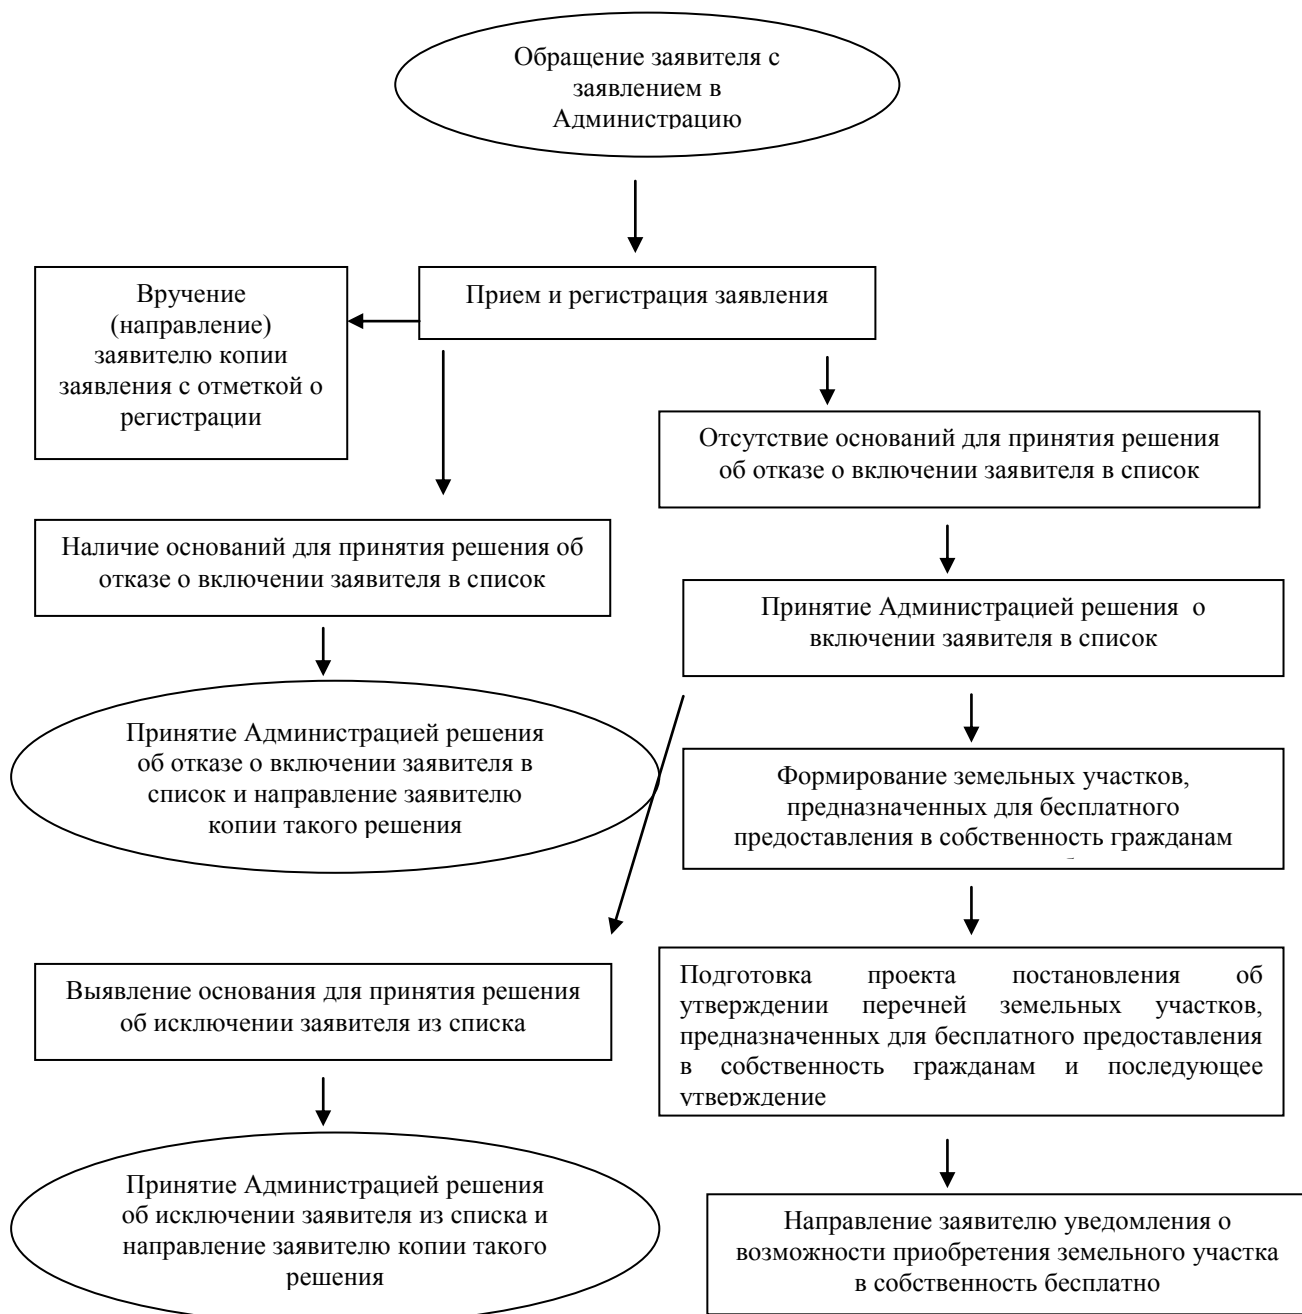 Обращение заявителя с
заявлением в
Администрацию
Прием и регистрация заявления
Вручение
(направление)
заявителю копии
заявления с отметкой о
регистрации
Отсутствие оснований для принятия решения
об отказе о включении заявителя в список
Наличие оснований для принятия решения об
отказе о включении заявителя в список
Принятие Администрацией решения о
включении заявителя в список
Принятие Администрацией решения
об отказе о включении заявителя в
список и направление заявителю
копии такого решения
Формирование земельных участков,
предназначенных для бесплатного
предоставления в собственность гражданам
Выявление основания для принятия решения
об исключении заявителя из списка
Подготовка проекта постановления об
утверждении перечней земельных участков,
предназначенных для бесплатного предоставления
в собственность гражданам и последующее
утверждение
Принятие Администрацией решения
об исключении заявителя из списка и
направление заявителю копии такого
решения
Направление заявителю уведомления о
возможности приобретения земельного участка
в собственность бесплатно